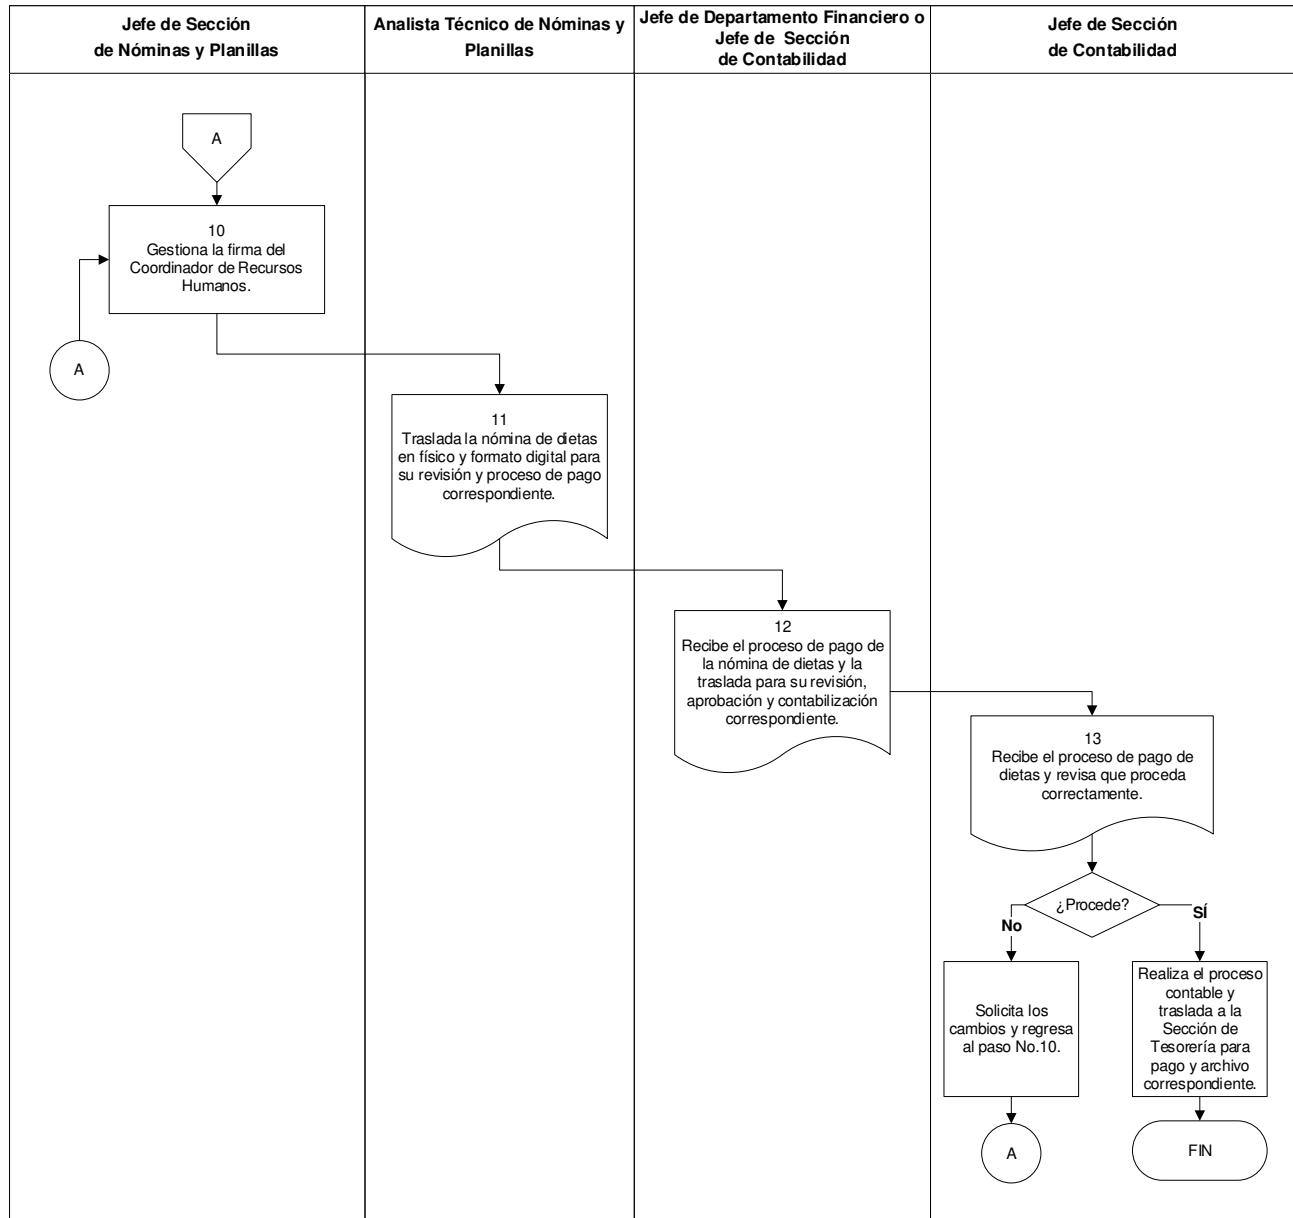 Jefe de Sección
de Nóminas y Planillas
Analista Técnico de Nóminas y
Planillas
Jefe de Departamento Financiero o
Jefe de Sección
de Contabilidad
Jefe de Sección
de Contabilidad
A
10
Gestiona la firma del
Coordinador de Recursos
Humanos.
A
11
Traslada la nómina de dietas
en físico y formato digital para
su revisión y proceso de pago
correspondiente.
12
Recibe el proceso de pago de
la nómina de dietas y la
traslada para su revisión,
aprobación y contabilización
correspondiente.
13
Recibe el proceso de pago de
dietas y revisa que proceda
correctamente.
¿Procede?
No
SÍ
Solicita los
cambios y regresa
al paso No.10.
Realiza el proceso
contable y
traslada a la
Sección de
Tesorería para
pago y archivo
correspondiente.
A
FIN